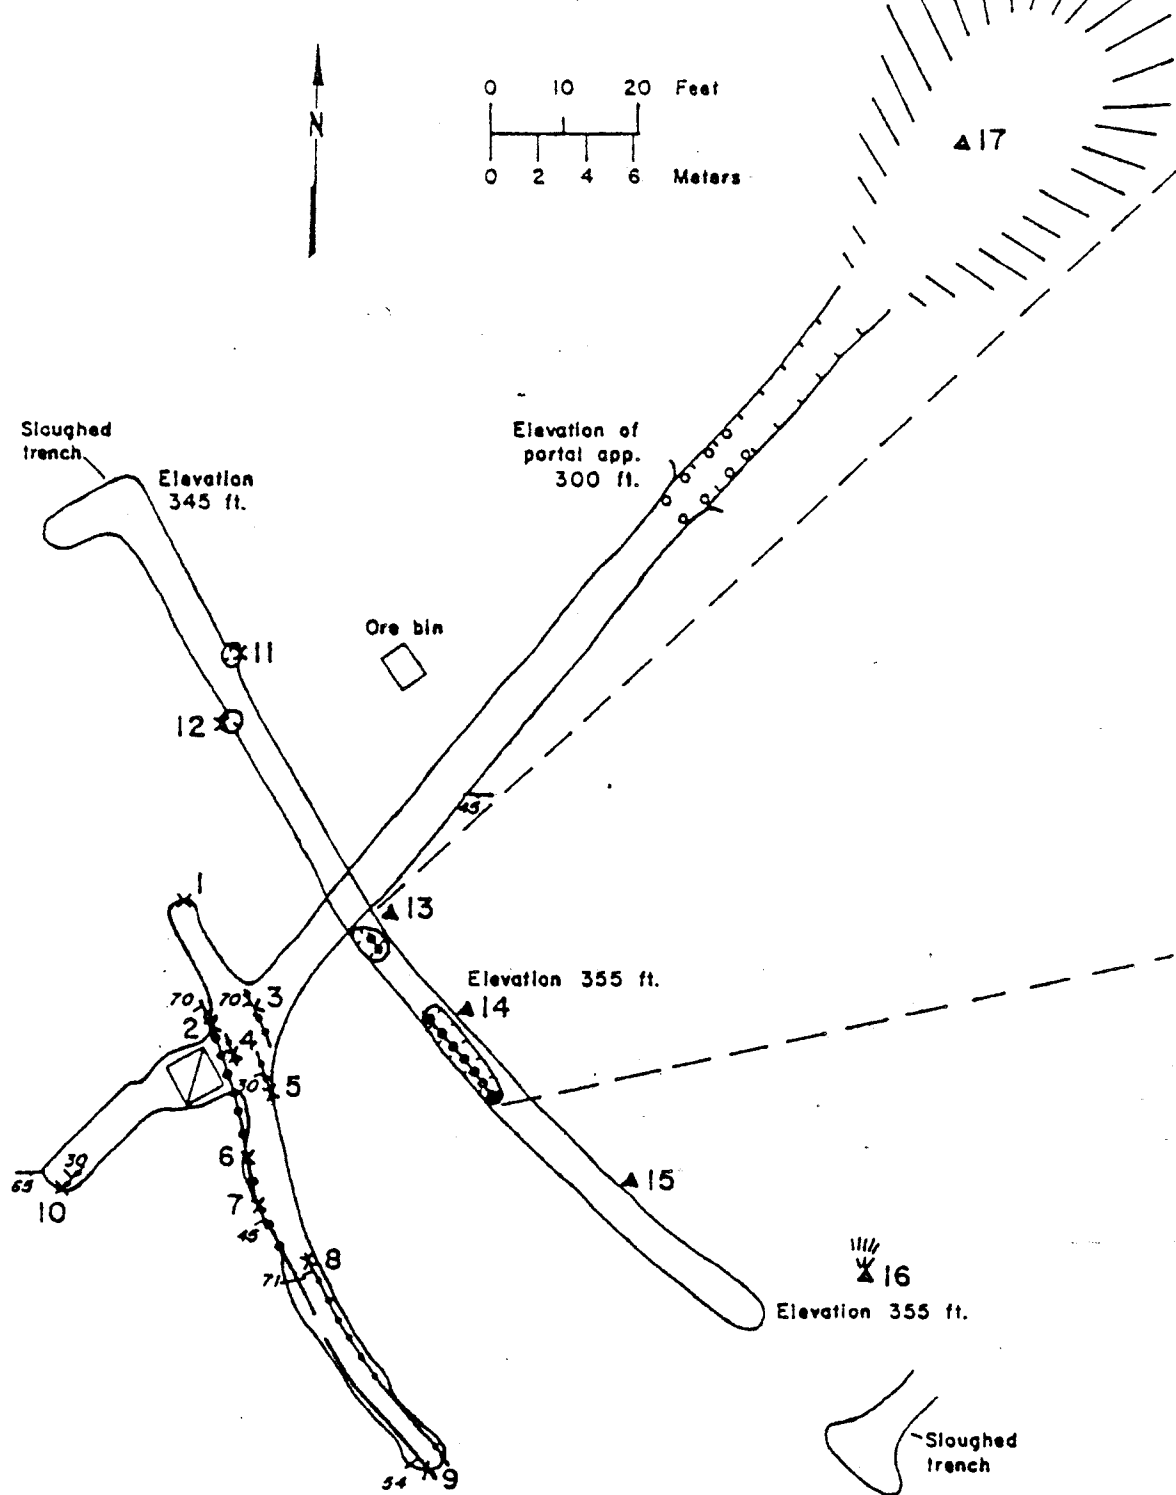 0 10 20 Feet
N
0 2 4 6 Meters
17
Sloughed
trench
Elevation
345 ft.
Elevation of
portal app.
300 ft.
Ore bin
11
12
45
1
13
Elevation 355 ft.
14
70
70
3
2
4
30
5
6
15
65
30
10
7
45
8
71
16
Elevation 355 ft.
Sloughed
trench
54
9